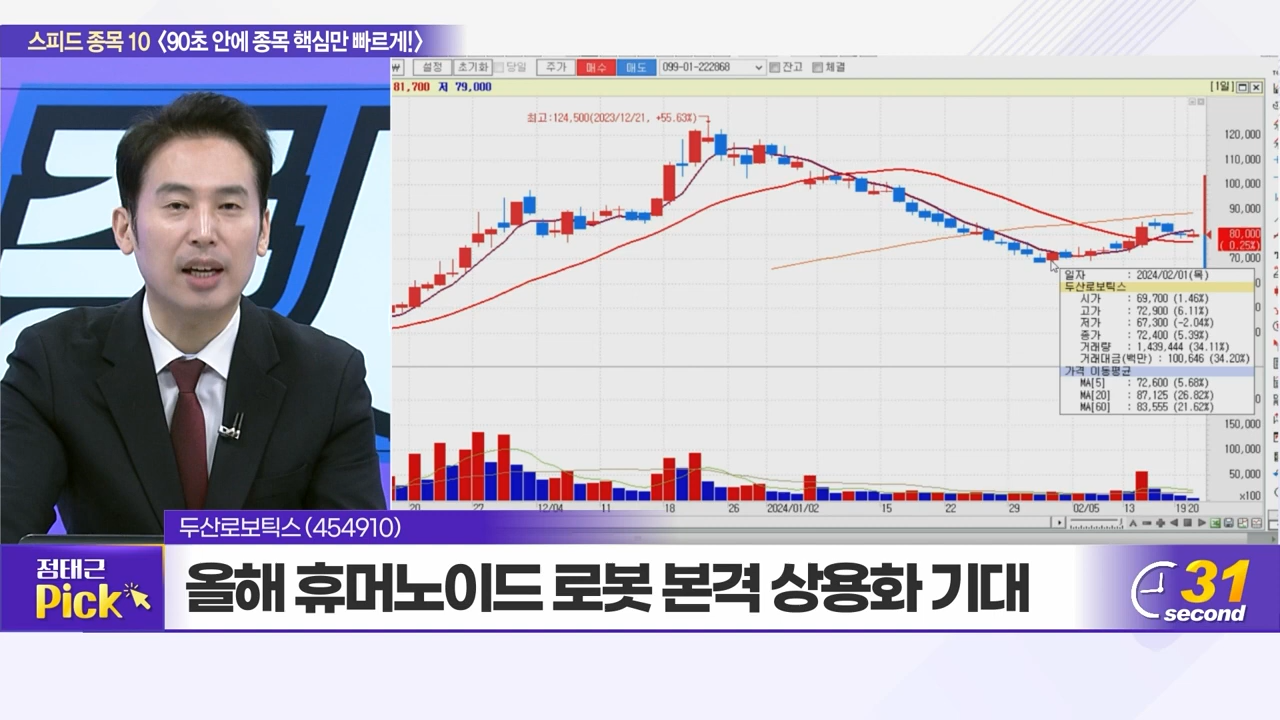 스피드 종목 10 〈90초 안에 종목 핵심만 빠르게!〉
설정 초기화 당일 주가 매수 매도 099-01-222868 잔고 체결
81,700 저 79,000 [1일]
최고:124,500(2023/12/21, +55.63%)
120,000
110,000
100,000
90,000
80,000
( 0.25%)
70,000
일자 : 2024/02/01(목)
두산로보틱스
시가 : 69,700 (1.46%)
고가 : 72,900 (6.11%)
저가 : 67,300 (-2.04%)
종가 : 72,400 (5.39%)
거래량 : 1,439,444 (34.11%)
거래대금(백만) : 100,646 (34.20%)
가격 이동평균
MA[5] : 72,600 (5.68%)
MA[20] : 87,125 (26.82%)
MA[60] : 83,555 (21.62%)
150,000
100,000
50,000
×100
20 27 12/04 11 18 26 2024/01/02 15 22 29 02/05 13 19 20
두산로보틱스 (454910)
정태근
Pick
올해 휴머노이드 로봇 본격 상용화 기대
31
second